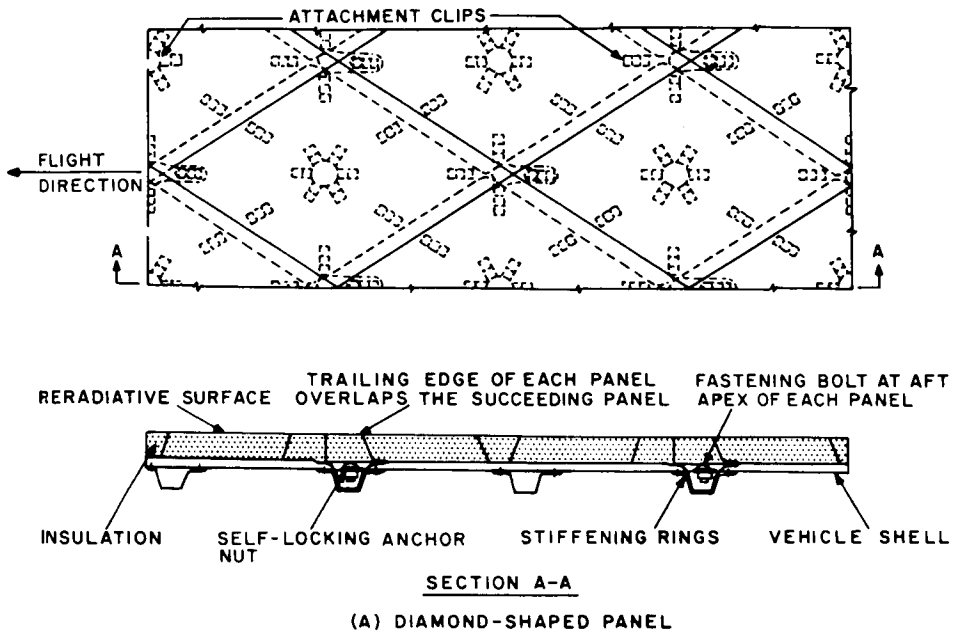 ATTACHMENT CLIPS
FLIGHT
DIRECTION
A
A
RERADIATIVE SURFACE
TRAILING EDGE OF EACH PANEL
OVERLAPS THE SUCCEEDING PANEL
FASTENING BOLT AT AFT
APEX OF EACH PANEL
INSULATION
SELF-LOCKING ANCHOR
NUT
STIFFENING RINGS
VEHICLE SHELL
SECTION A-A
(A) DIAMOND-SHAPED PANEL